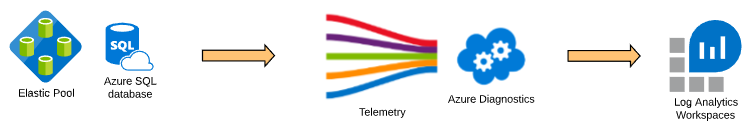 SQL
Elastic Pool
Azure SQL
database
Telemetry
Azure Diagnostics
Log Analytics
Workspaces